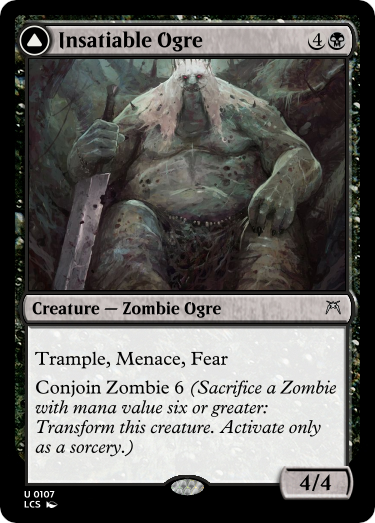 Insatiable Ogre 4
Creature — Zombie Ogre
Trample, Menace, Fear
Conjoin Zombie 6 (Sacrifice a Zombie
with mana value six or greater:
Transform this creature. Activate only
as a sorcery.)
4/4
U 0107
LCS